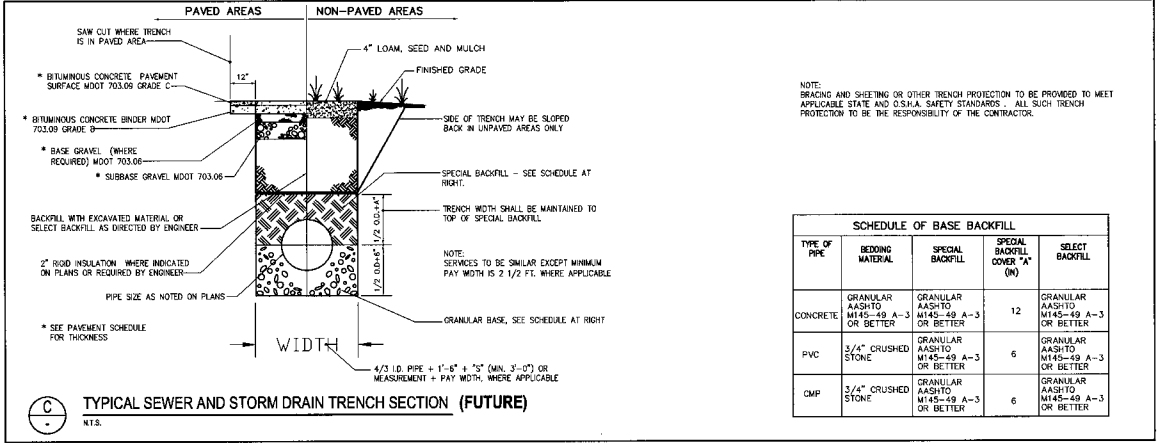 PAVED AREAS
NON-PAVED AREAS
SAW CUT WHERE TRENCH
IS IN PAVED AREA
4" LOAM, SEED AND MULCH
FINISHED GRADE
12"
* BITUMINOUS CONCRETE PAVEMENT
SURFACE MDOT 703.09 GRADE C
* BITUMINOUS CONCRETE BINDER MDOT
703.09 GRADE B
* BASE GRAVEL (WHERE
REQUIRED) MDOT 703.06
* SUBBASE GRAVEL MDOT 703.06
SIDE OF TRENCH MAY BE SLOPED
BACK IN UNPAVED AREAS ONLY
SPECIAL BACKFILL - SEE SCHEDULE AT
RIGHT.
BACKFILL WITH EXCAVATED MATERIAL OR
SELECT BACKFILL AS DIRECTED BY ENGINEER
TRENCH WIDTH SHALL BE MAINTAINED TO
TOP OF SPECIAL BACKFILL
1/2 O.D.+A"
1/2 O.D.+6"
2" RIGID INSULATION WHERE INDICATED
ON PLANS OR REQUIRED BY ENGINEER
NOTE:
SERVICES TO BE SIMILAR EXCEPT MINIMUM
PAY WIDTH IS 2 1/2 FT. WHERE APPLICABLE
PIPE SIZE AS NOTED ON PLANS
GRANULAR BASE, SEE SCHEDULE AT RIGHT
* SEE PAVEMENT SCHEDULE
FOR THICKNESS
WIDTH
4/3 I.D. PIPE + 1'-6" + "S" (MIN. 3'-0") OR
MEASUREMENT + PAY WIDTH, WHERE APPLICABLE
C
-
TYPICAL SEWER AND STORM DRAIN TRENCH SECTION (FUTURE)
N.T.S.
NOTE:
BRACING AND SHEETING OR OTHER TRENCH PROTECTION TO BE PROVIDED TO MEET
APPLICABLE STATE AND O.S.H.A. SAFETY STANDARDS . ALL SUCH TRENCH
PROTECTION TO BE THE RESPONSIBILITY OF THE CONTRACTOR.
SCHEDULE OF BASE BACKFILL
TYPE OF
PIPE
BEDDING
MATERIAL
SPECIAL
BACKFILL
SPECIAL
BACKFILL
COVER "A"
(IN)
SELECT
BACKFILL
CONCRETE
GRANULAR
AASHTO
M145-49 A-3
OR BETTER
GRANULAR
AASHTO
M145-49 A-3
OR BETTER
12
GRANULAR
AASHTO
M145-49 A-3
OR BETTER
PVC
3/4" CRUSHED
STONE
GRANULAR
AASHTO
M145-49 A-3
OR BETTER
6
GRANULAR
AASHTO
M145-49 A-3
OR BETTER
CMP
3/4" CRUSHED
STONE
GRANULAR
AASHTO
M145-49 A-3
OR BETTER
6
GRANULAR
AASHTO
M145-49 A-3
OR BETTER